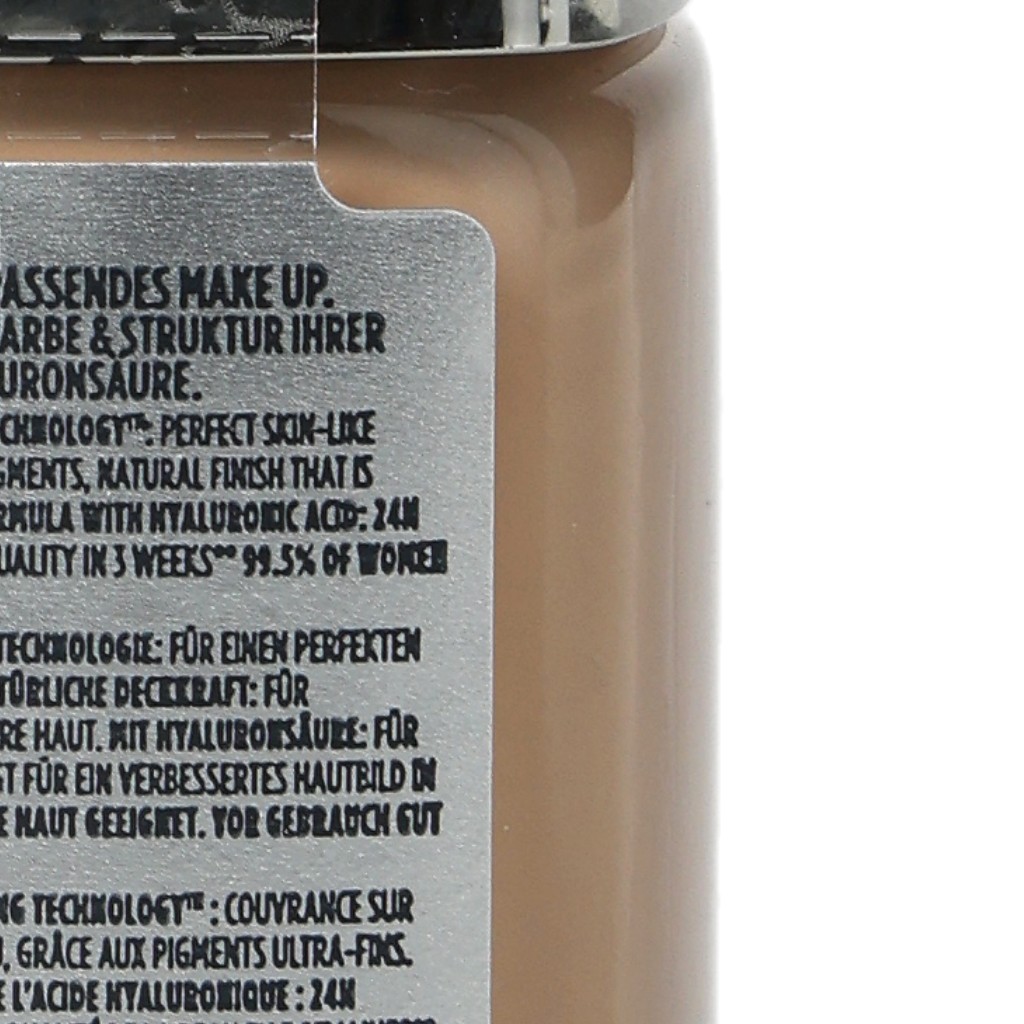 PASSENDES MAKE UP.
ARBE & STRUKTUR IHRER
URONSÄURE.
CHNOLOGY™: PERFECT SKIN-LIKE
GMENTS, NATURAL FINISH THAT IS
RMULA WITH HYALURONIC ACID: 24H
UALITY IN 3 WEEKS** 99.5% OF WOMEN
TECHNOLOGIE: FÜR EINEN PERFEKTEN
TÜRLICHE DECKKRAFT: FÜR
RE HAUT. MIT HYALURONSÄURE: FÜR
GT FÜR EIN VERBESSERTES HAUTBILD IN
E HAUT GEEIGNET. VOR GEBRAUCH GUT
NG TECHNOLOGY™ : COUVRANCE SUR
U, GRÂCE AUX PIGMENTS ULTRA-FINS.
E L'ACIDE HYALURONIQUE : 24H